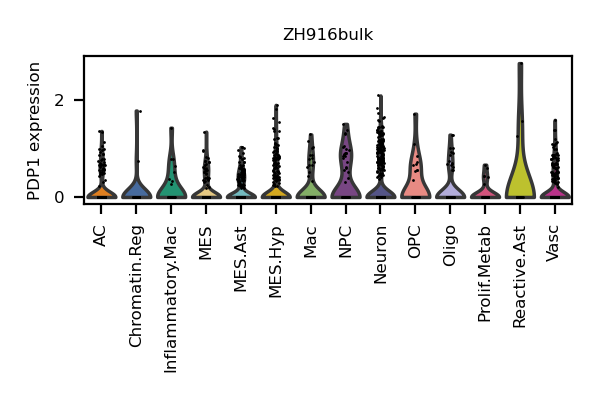 ZH916bulk
PDP1 expression
2
0
AC
Chromatin.Reg
Inflammatory.Mac
MES
MES.Ast
MES.Hyp
Mac
NPC
Neuron
OPC
Oligo
Prolif.Metab
Reactive.Ast
Vasc